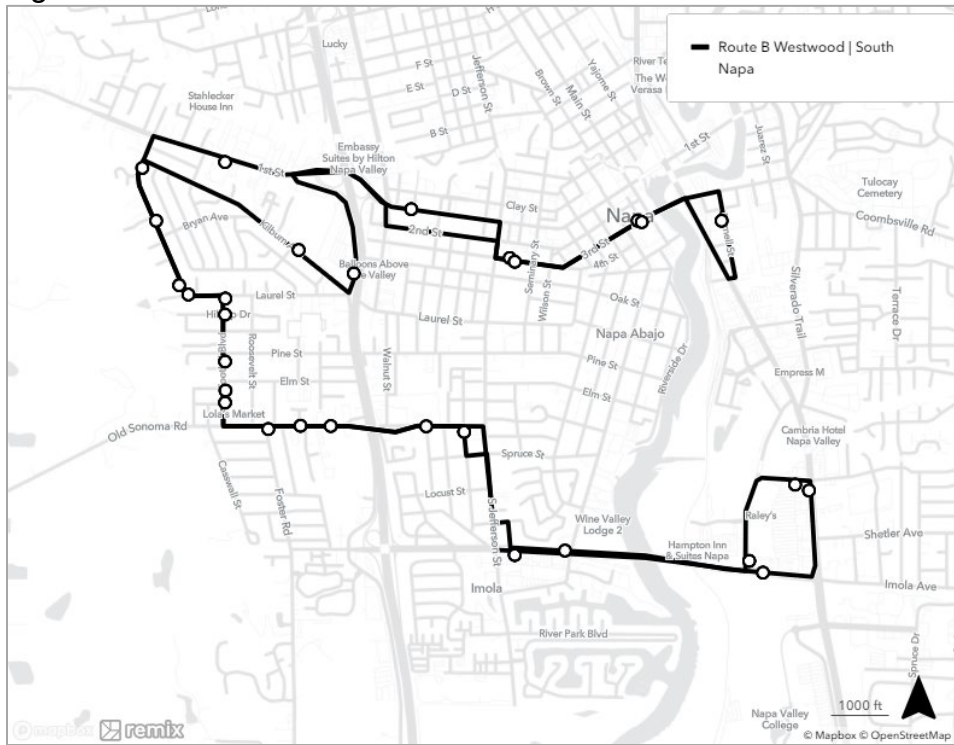 Route B Westwood | South
Napa
Lucky
F St
E St
D St
Jefferson St
Brown St
Main St
Yajome St
River Te
The W
Verasa
1st St
Juarez St
Stahlecker
House Inn
B St
Embassy
Suites by Hilton
Napa Valley
1st St
Clay St
2nd St
Napa
3rd St
4th St
Tulocay
Cemetery
Coombsville Rd
Bryan Ave
Kilburn
Balloons Above
e Valley
Seminary St
Wilson St
Oak St
Laurel St
Laurel St
Napa Abajo
Silverado Trail
Terrace Dr
Roosevelt St
Pine St
Elm St
Walnut St
Pine St
Elm St
Riverside Dr
Empress M
Lola's Market
Old Sonoma Rd
Cambria Hotel
Napa Valley
Spruce St
Casswall St
Foster Rd
Locust St
S Jefferson St
Wine Valley
Lodge 2
Raley's
Hampton Inn
& Suites Napa
Shetler Ave
Imola
Imola Ave
River Park Blvd
Spruce Dr
1000 ft
Napa Valley
College
mapbox
remix
© Mapbox © OpenStreetMap